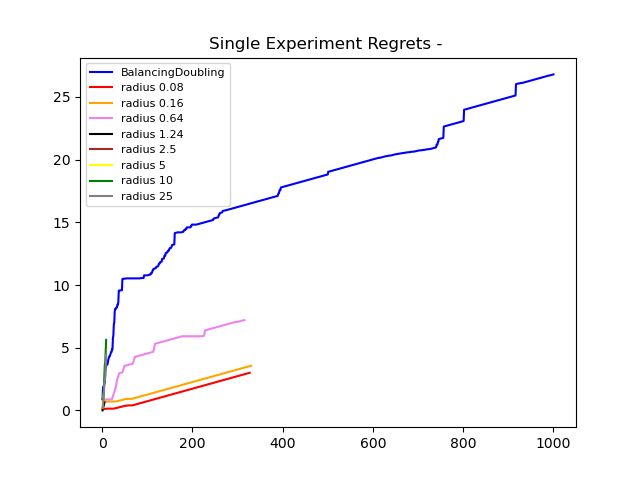 Single Experiment Regrets -
BalancingDoubling
radius 0.08
radius 0.16
radius 0.64
radius 1.24
radius 2.5
radius 5
radius 10
radius 25
25
20
15
10
5
0
0 200 400 600 800 1000